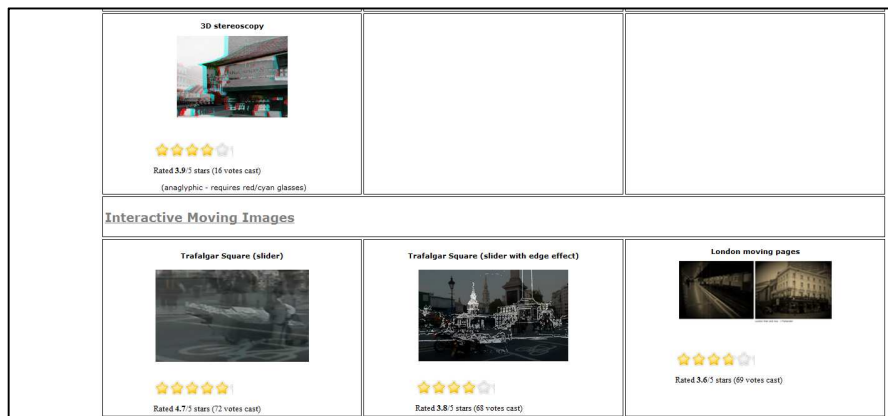 3D stereoscopy
Rated 3.9/5 stars (16 votes cast)
(anaglyphic - requires red/cyan glasses)
Interactive Moving Images
Trafalgar Square (slider)
Trafalgar Square (slider with edge effect)
London moving pages
Rated 4.7/5 stars (72 votes cast)
Rated 3.8/5 stars (68 votes cast)
Rated 3.6/5 stars (69 votes cast)